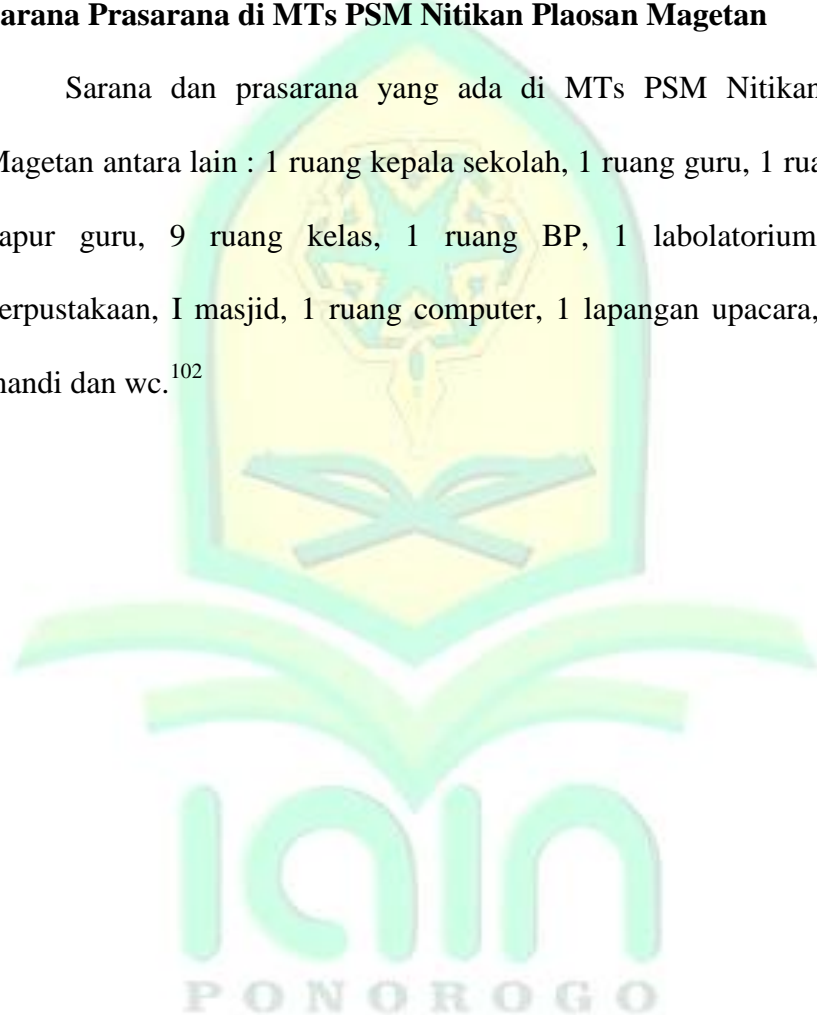 arana Prasarana di MTs PSM Nitikan Plaosan Magetan
Sarana dan prasarana yang ada di MTs PSM Nitikan
Magetan antara lain : 1 ruang kepala sekolah, 1 ruang guru, 1 rua
apur guru, 9 ruang kelas, 1 ruang BP, 1 labolatorium
erpustakaan, I masjid, 1 ruang computer, 1 lapangan upacara,
mandi dan wc.102
iain
PONOROGO